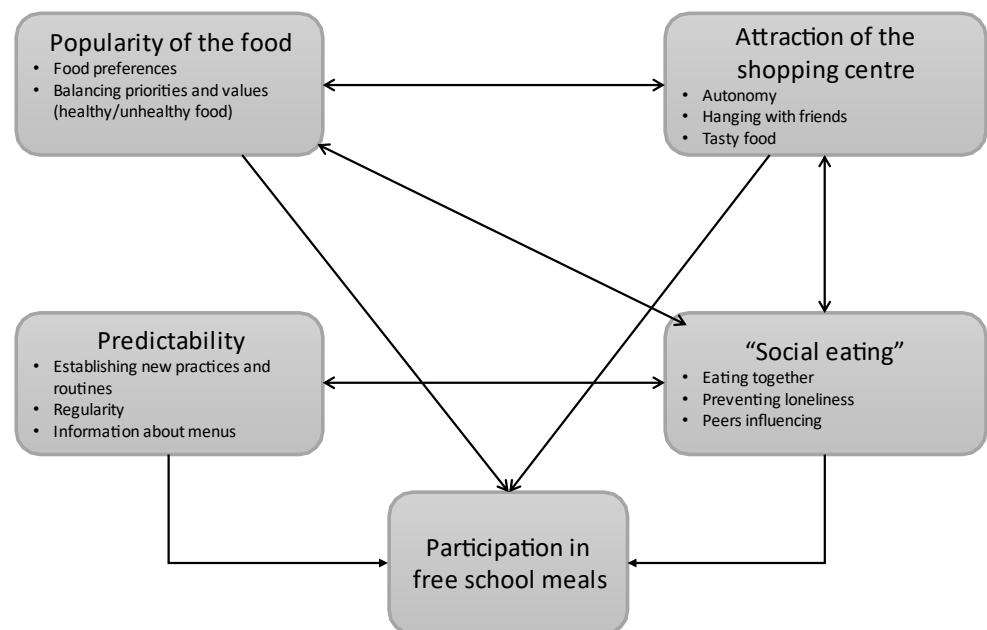 Popularity of the food
• Food preferences
• Balancing priorities and values
(healthy/unhealthy food)
Attraction of the
shopping centre
• Autonomy
• Hanging with friends
• Tasty food
Predictability
• Establishing new practices and
routines
• Regularity
• Information about menus
“Social eating”
• Eating together
• Preventing loneliness
• Peers influencing
Participation in
free school meals